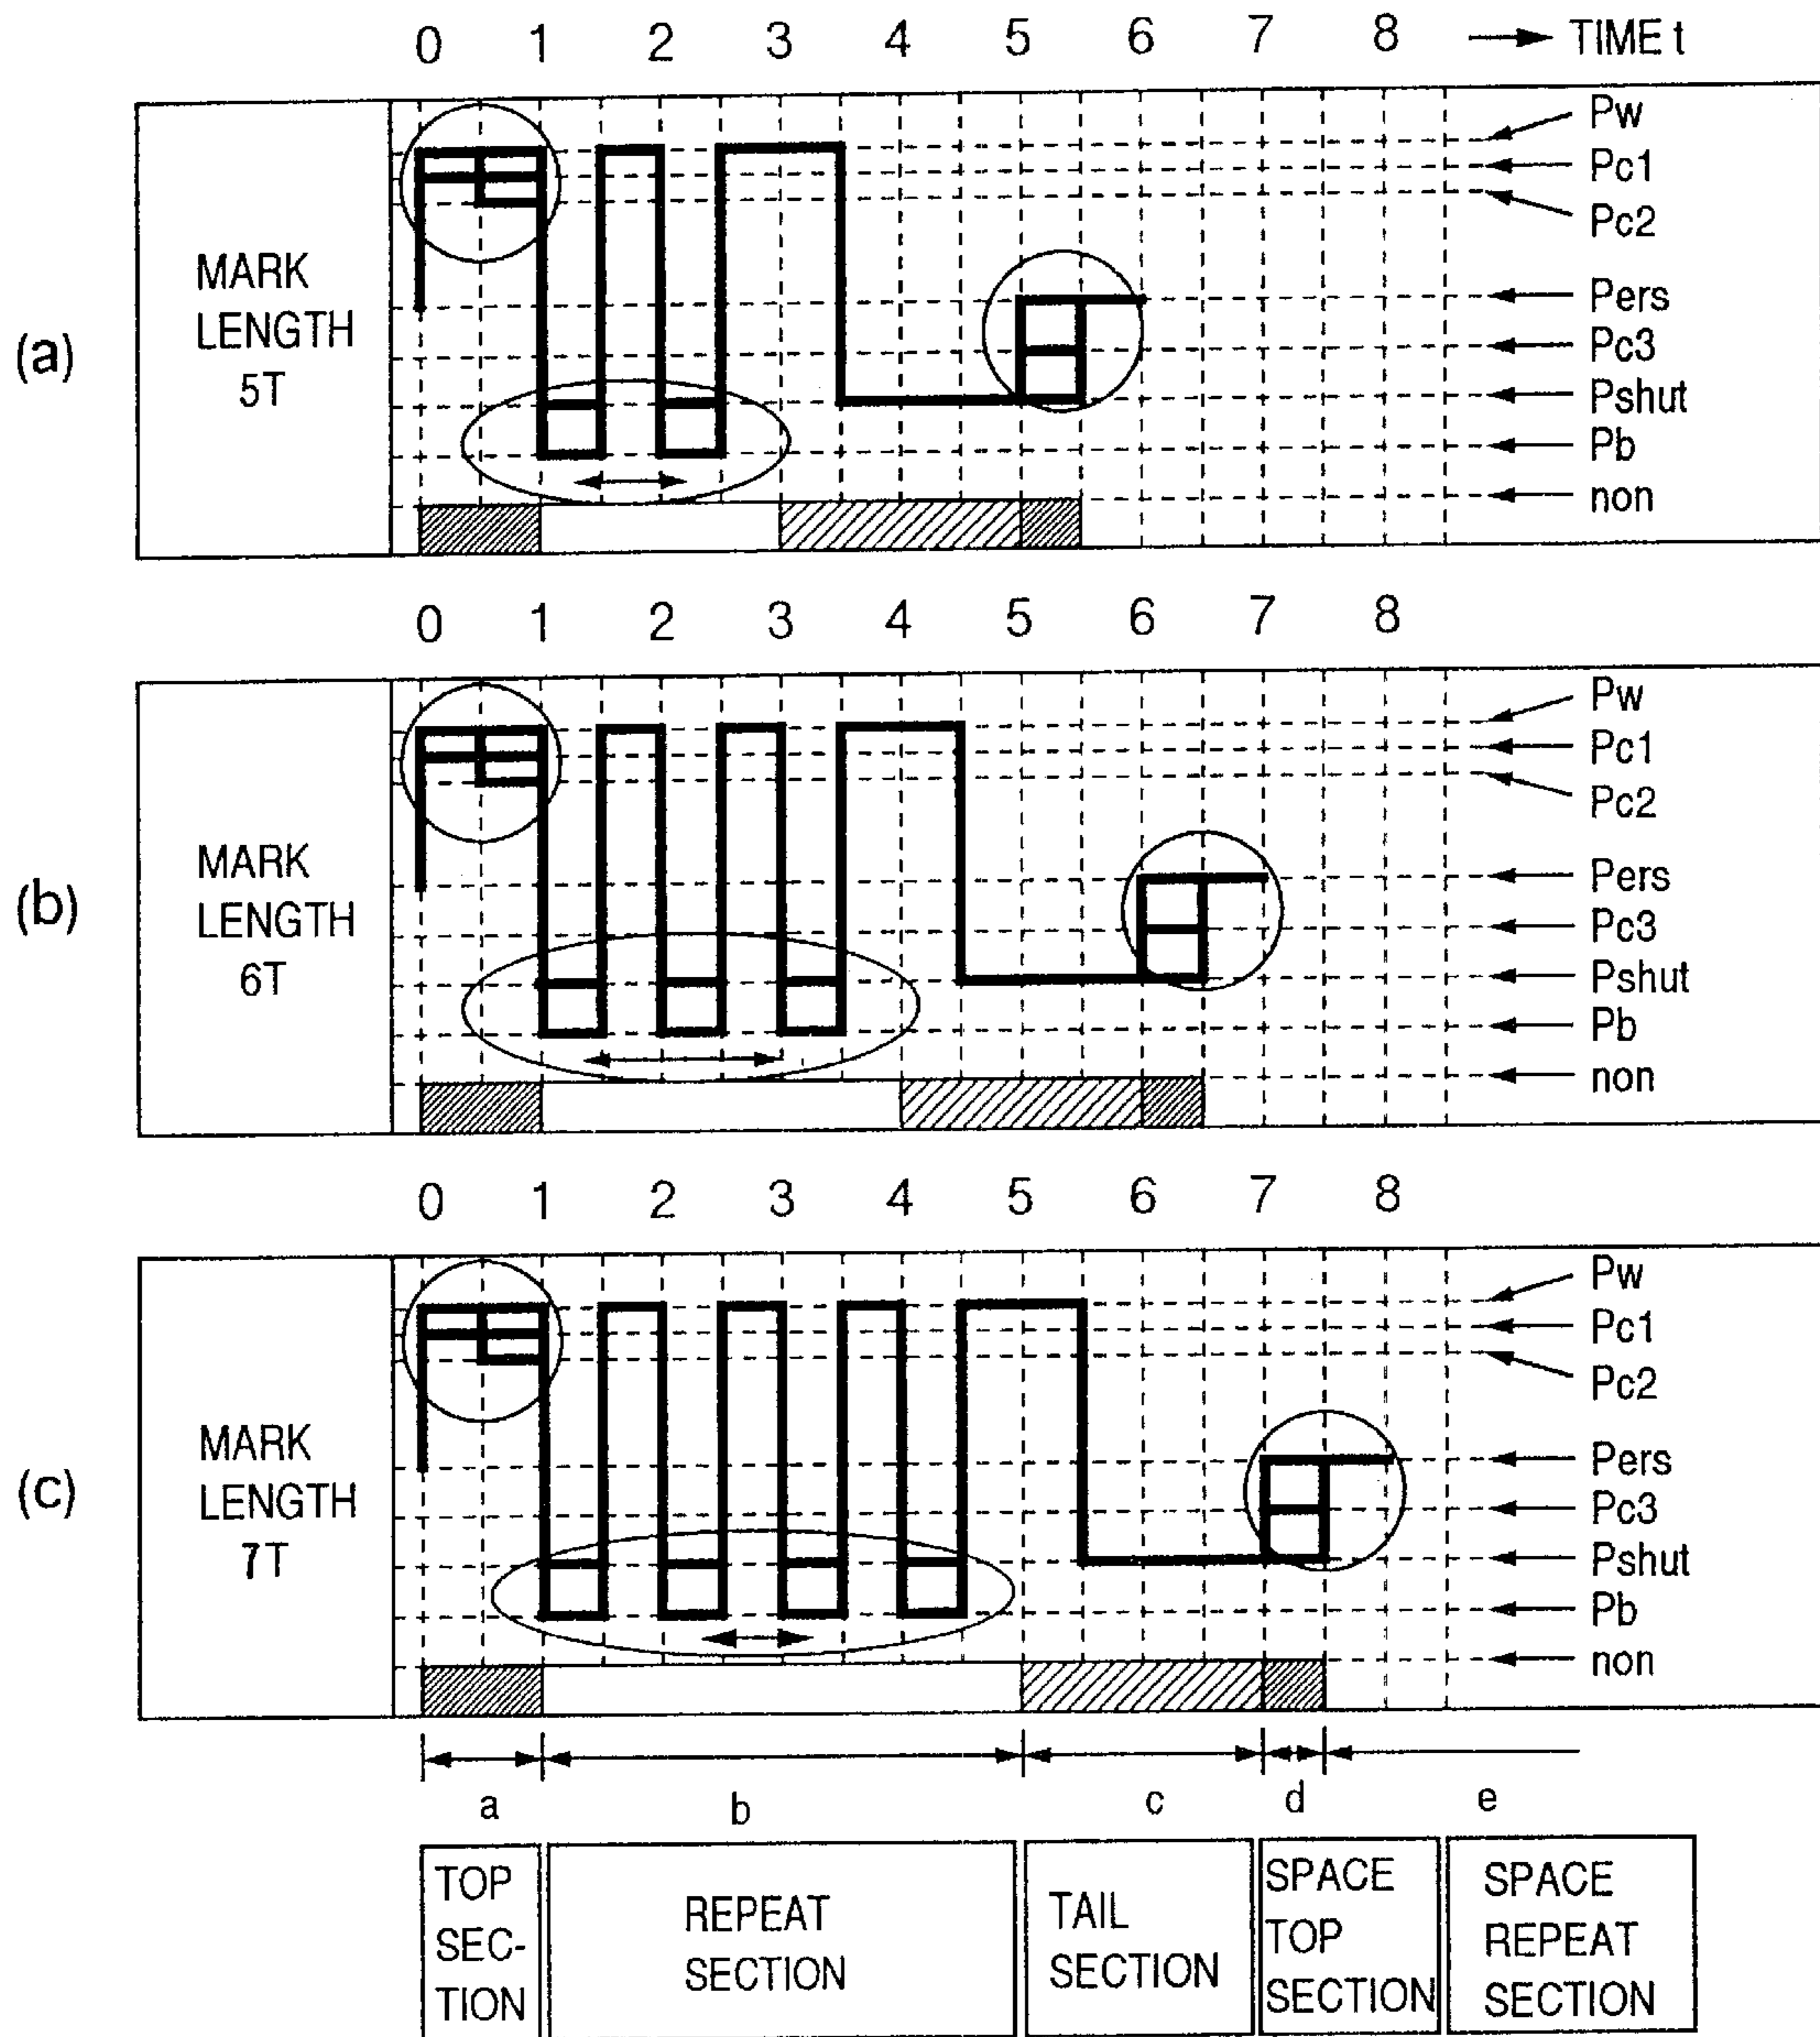 0 1 2 3 4 5 6 7 8 TIME t
(a)
MARK
LENGTH
5T
Pw
Pc1
Pc2
Pers
Pc3
Pshut
Pb
non
0 1 2 3 4 5 6 7 8
(b)
MARK
LENGTH
6T
Pw
Pc1
Pc2
Pers
Pc3
Pshut
Pb
non
0 1 2 3 4 5 6 7 8
(c)
MARK
LENGTH
7T
Pw
Pc1
Pc2
Pers
Pc3
Pshut
Pb
non
a b c d e
TOP
SEC-
TION
REPEAT
SECTION
TAIL
SECTION
SPACE
TOP
SECTION
SPACE
REPEAT
SECTION